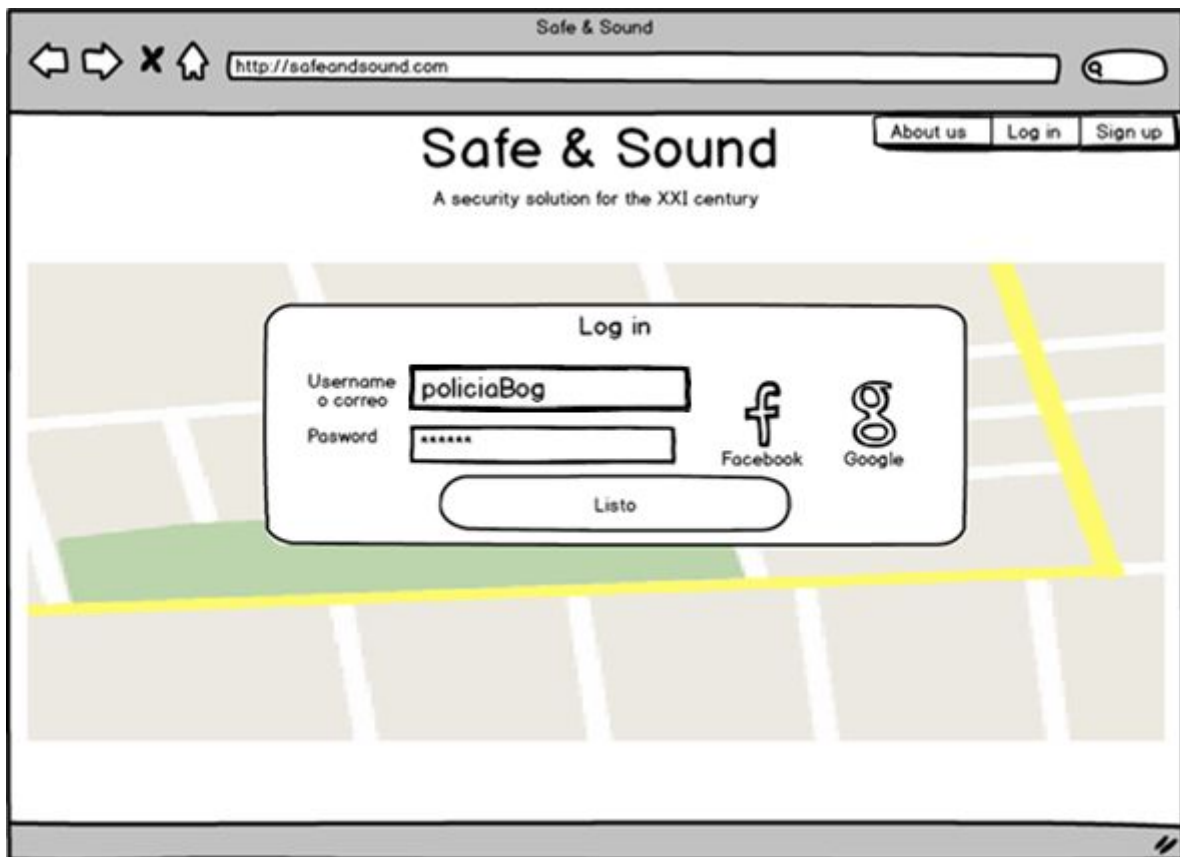 Safe & Sound
http://safeandsound.com
About us
Log in
Sign up
Safe & Sound
A security solution for the XXI century
Log in
Username
o correo
policiaBog
Pasword
******
Facebook
Google
Listo